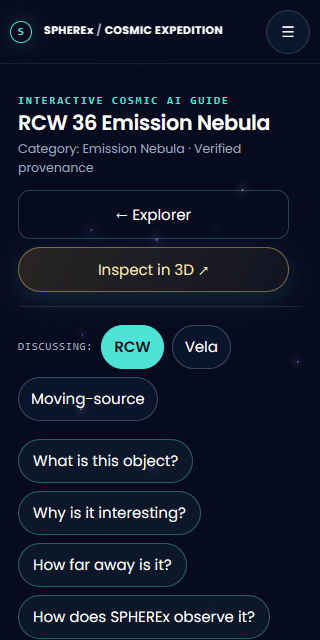 S SPHEREx / COSMIC EXPEDITION ☰
INTERACTIVE COSMIC AI GUIDE
RCW 36 Emission Nebula
Category: Emission Nebula · Verified
provenance
← Explorer
Inspect in 3D ↗
DISCUSSING: RCW Vela
Moving-source
What is this object?
Why is it interesting?
How far away is it?
How does SPHEREx observe it?